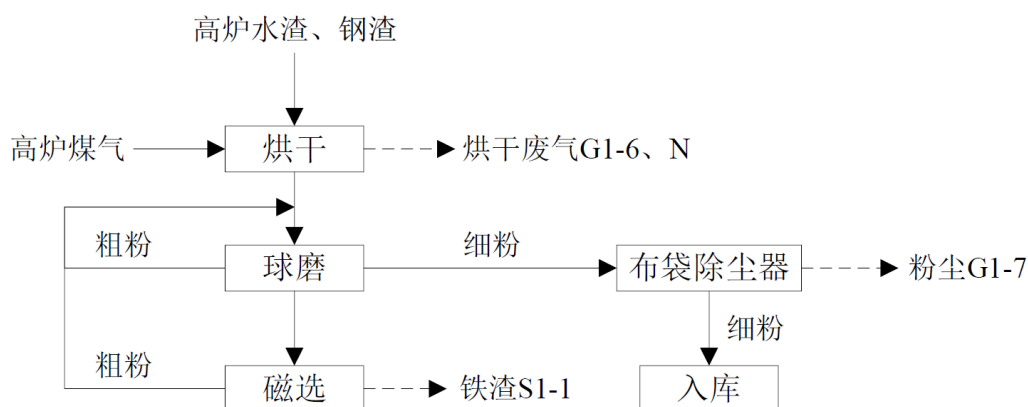 高炉水渣、钢渣
高炉煤气
烘干
烘干废气G1-6、N
粗粉
球磨
细粉
布袋除尘器
粉尘G1-7
细粉
粗粉
磁选
铁渣S1-1
入库